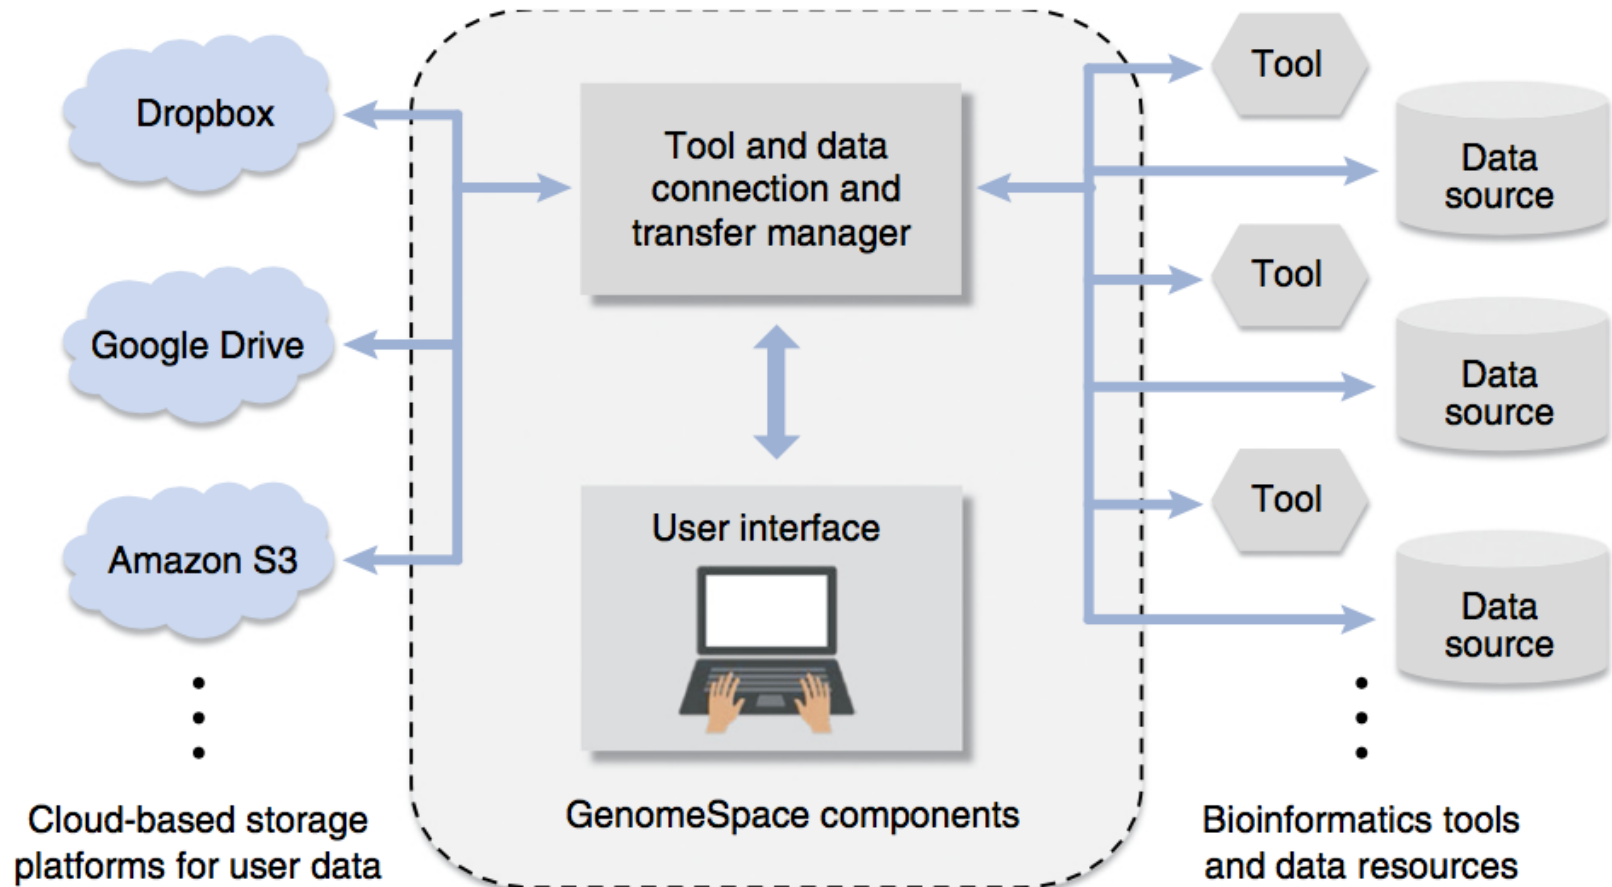 Dropbox
Google Drive
Amazon S3
Cloud-based storage
platforms for user data
Tool and data
connection and
transfer manager
User interface
GenomeSpace components
Tool
Data
source
Tool
Data
source
Tool
Data
source
Bioinformatics tools
and data resources